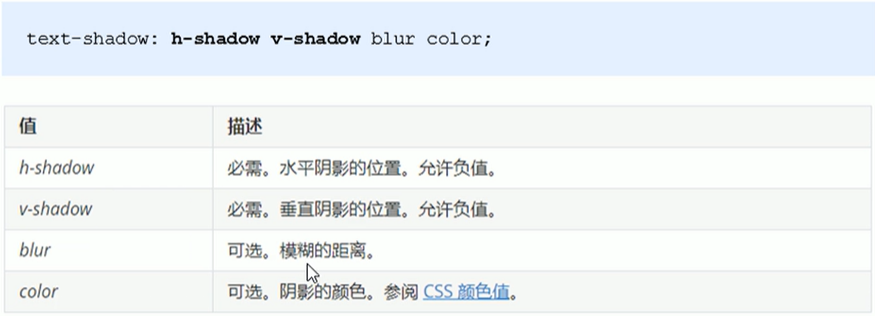 text-shadow: h-shadow v-shadow blur color;
值 描述
h-shadow 必需。水平阴影的位置。允许负值。
v-shadow 必需。垂直阴影的位置。允许负值。
blur 可选。模糊的距离。
color 可选。阴影的颜色。参阅 CSS 颜色值。